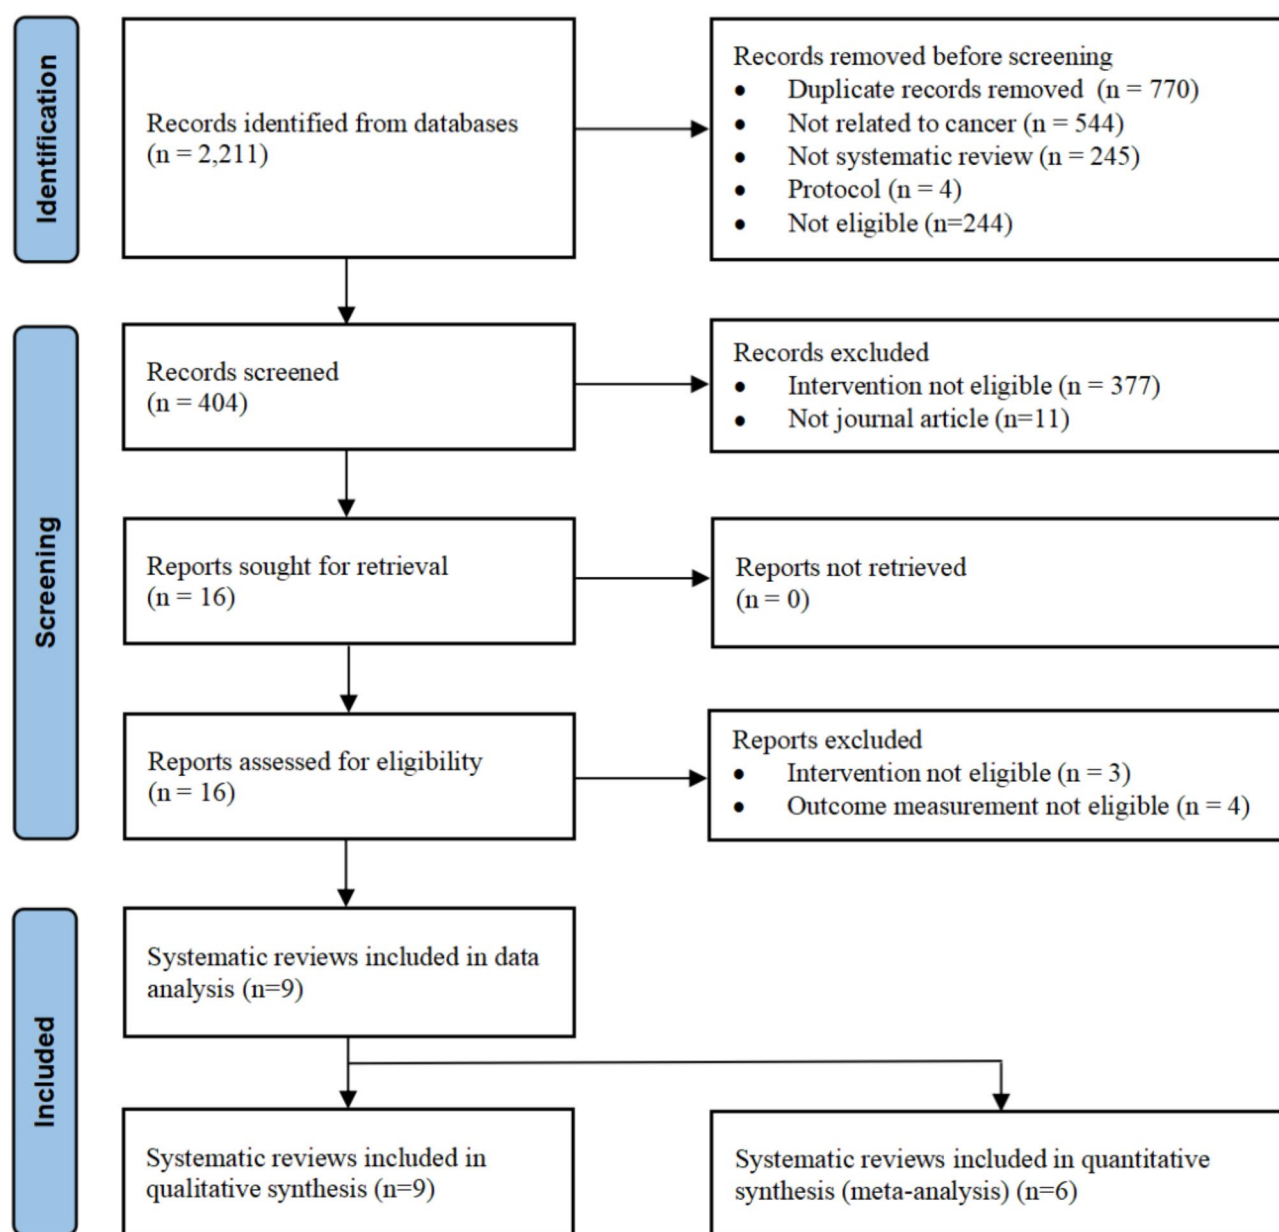 Identification
Records identified from databases
(n = 2,211)
Records removed before screening
• Duplicate records removed (n = 770)
• Not related to cancer (n = 544)
• Not systematic review (n = 245)
• Protocol (n = 4)
• Not eligible (n=244)
Screening
Records screened
(n = 404)
Records excluded
• Intervention not eligible (n = 377)
• Not journal article (n=11)
Reports sought for retrieval
(n = 16)
Reports not retrieved
(n = 0)
Reports assessed for eligibility
(n = 16)
Reports excluded
• Intervention not eligible (n = 3)
• Outcome measurement not eligible (n = 4)
Included
Systematic reviews included in data
analysis (n=9)
Systematic reviews included in
qualitative synthesis (n=9)
Systematic reviews included in quantitative
synthesis (meta-analysis) (n=6)